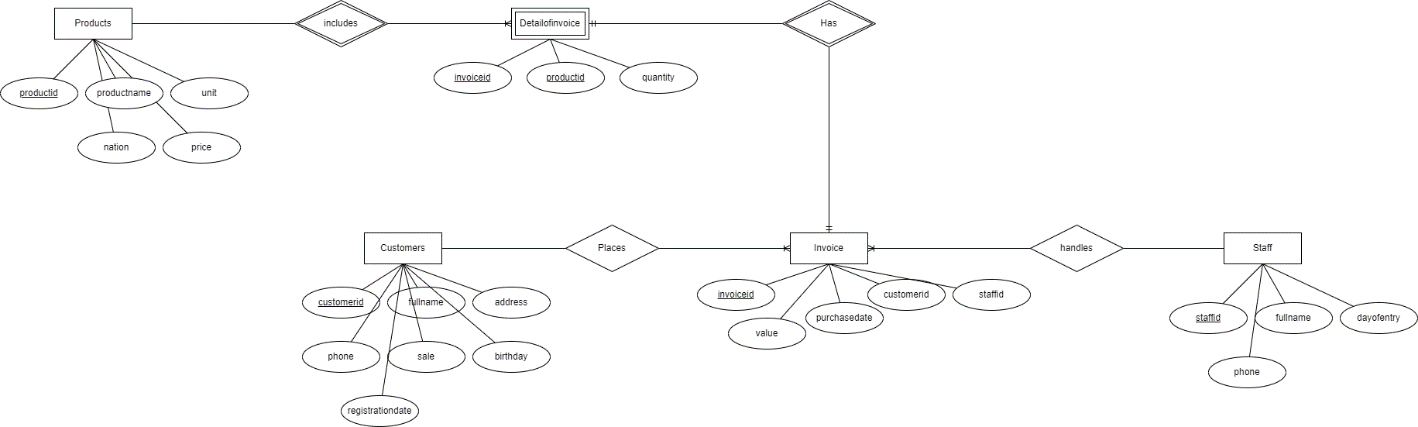 Products
includes
Detailofinvoice
Has
productid
productname
unit
invoiceid
productid
quantity
nation
price
Customers
Places
Invoice
handles
Staff
customerid
fullname
address
invoiceid
customerid
staffid
value
purchasedate
staffid
fullname
dayofentry
phone
sale
birthday
phone
registrationdate